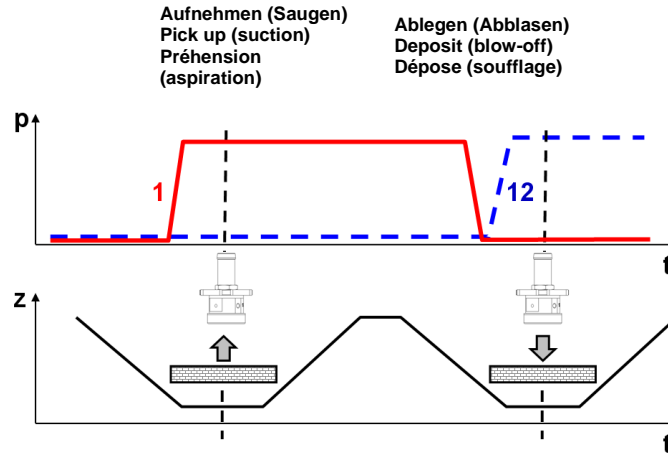 Aufnehmen (Saugen)
Pick up (suction)
Préhension
(aspiration)
Ablegen (Abblasen)
Deposit (blow-off)
Dépose (soufflage)
p
1
12
t
z
t